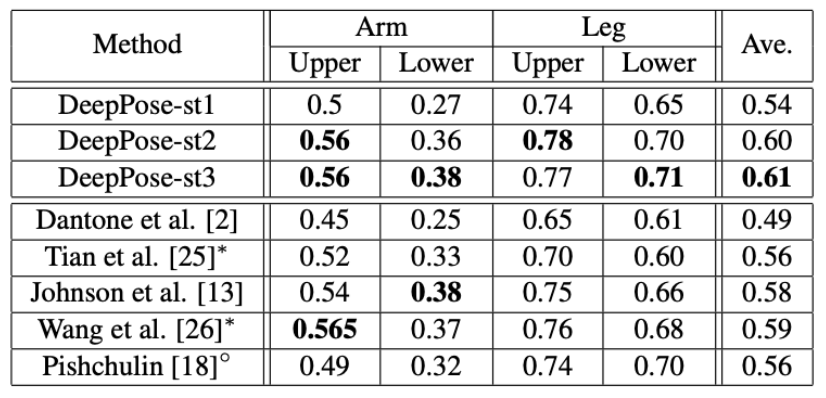 Method Arm Leg Ave.
Upper Lower Upper Lower
DeepPose-st1 0.5 0.27 0.74 0.65 0.54
DeepPose-st2 0.56 0.36 0.78 0.70 0.60
DeepPose-st3 0.56 0.38 0.77 0.71 0.61
Dantone et al. [2] 0.45 0.25 0.65 0.61 0.49
Tian et al. [25]* 0.52 0.33 0.70 0.60 0.56
Johnson et al. [13] 0.54 0.38 0.75 0.66 0.58
Wang et al. [26]* 0.565 0.37 0.76 0.68 0.59
Pishchulin [18]° 0.49 0.32 0.74 0.70 0.56